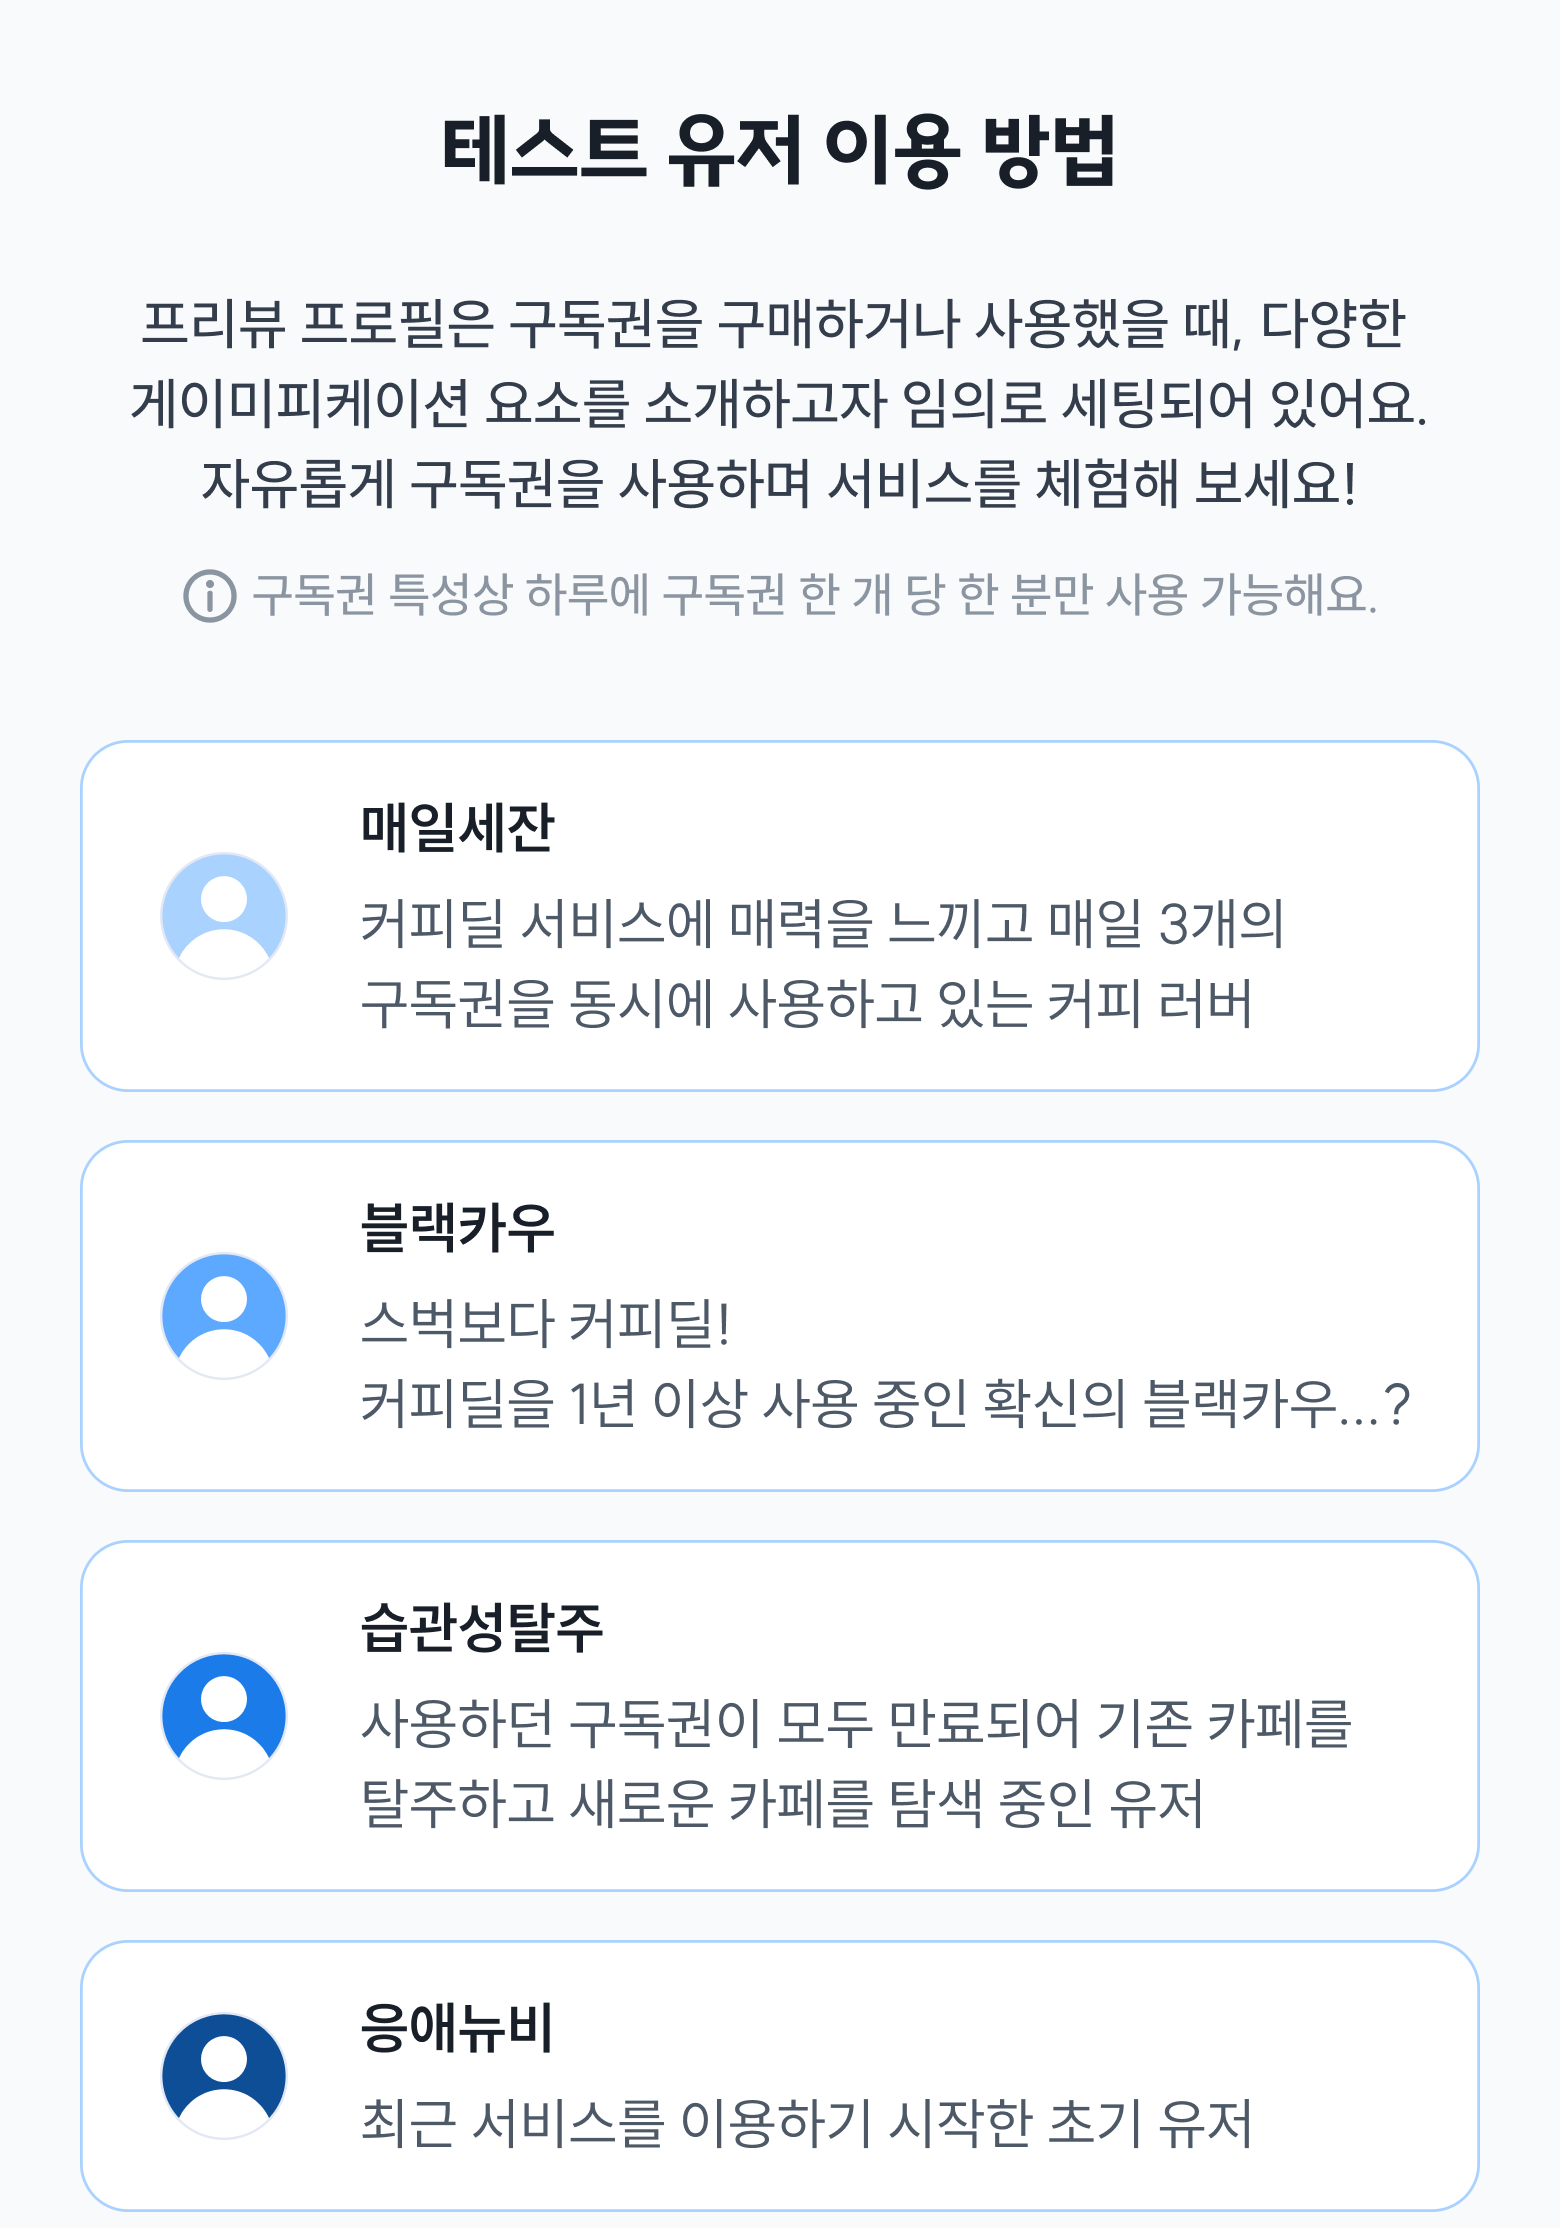 테스트 유저 이용 방법
프리뷰 프로필은 구독권을 구매하거나 사용했을 때, 다양한
게이미피케이션 요소를 소개하고자 임의로 세팅되어 있어요.
자유롭게 구독권을 사용하며 서비스를 체험해 보세요!
구독권 특성상 하루에 구독권 한 개 당 한 분만 사용 가능해요.
매일세잔
커피딜 서비스에 매력을 느끼고 매일 3개의
구독권을 동시에 사용하고 있는 커피 러버
블랙카우
스벅보다 커피딜!
커피딜을 1년 이상 사용 중인 확신의 블랙카우...?
습관성탈주
사용하던 구독권이 모두 만료되어 기존 카페를
탈주하고 새로운 카페를 탐색 중인 유저
응애뉴비
최근 서비스를 이용하기 시작한 초기 유저